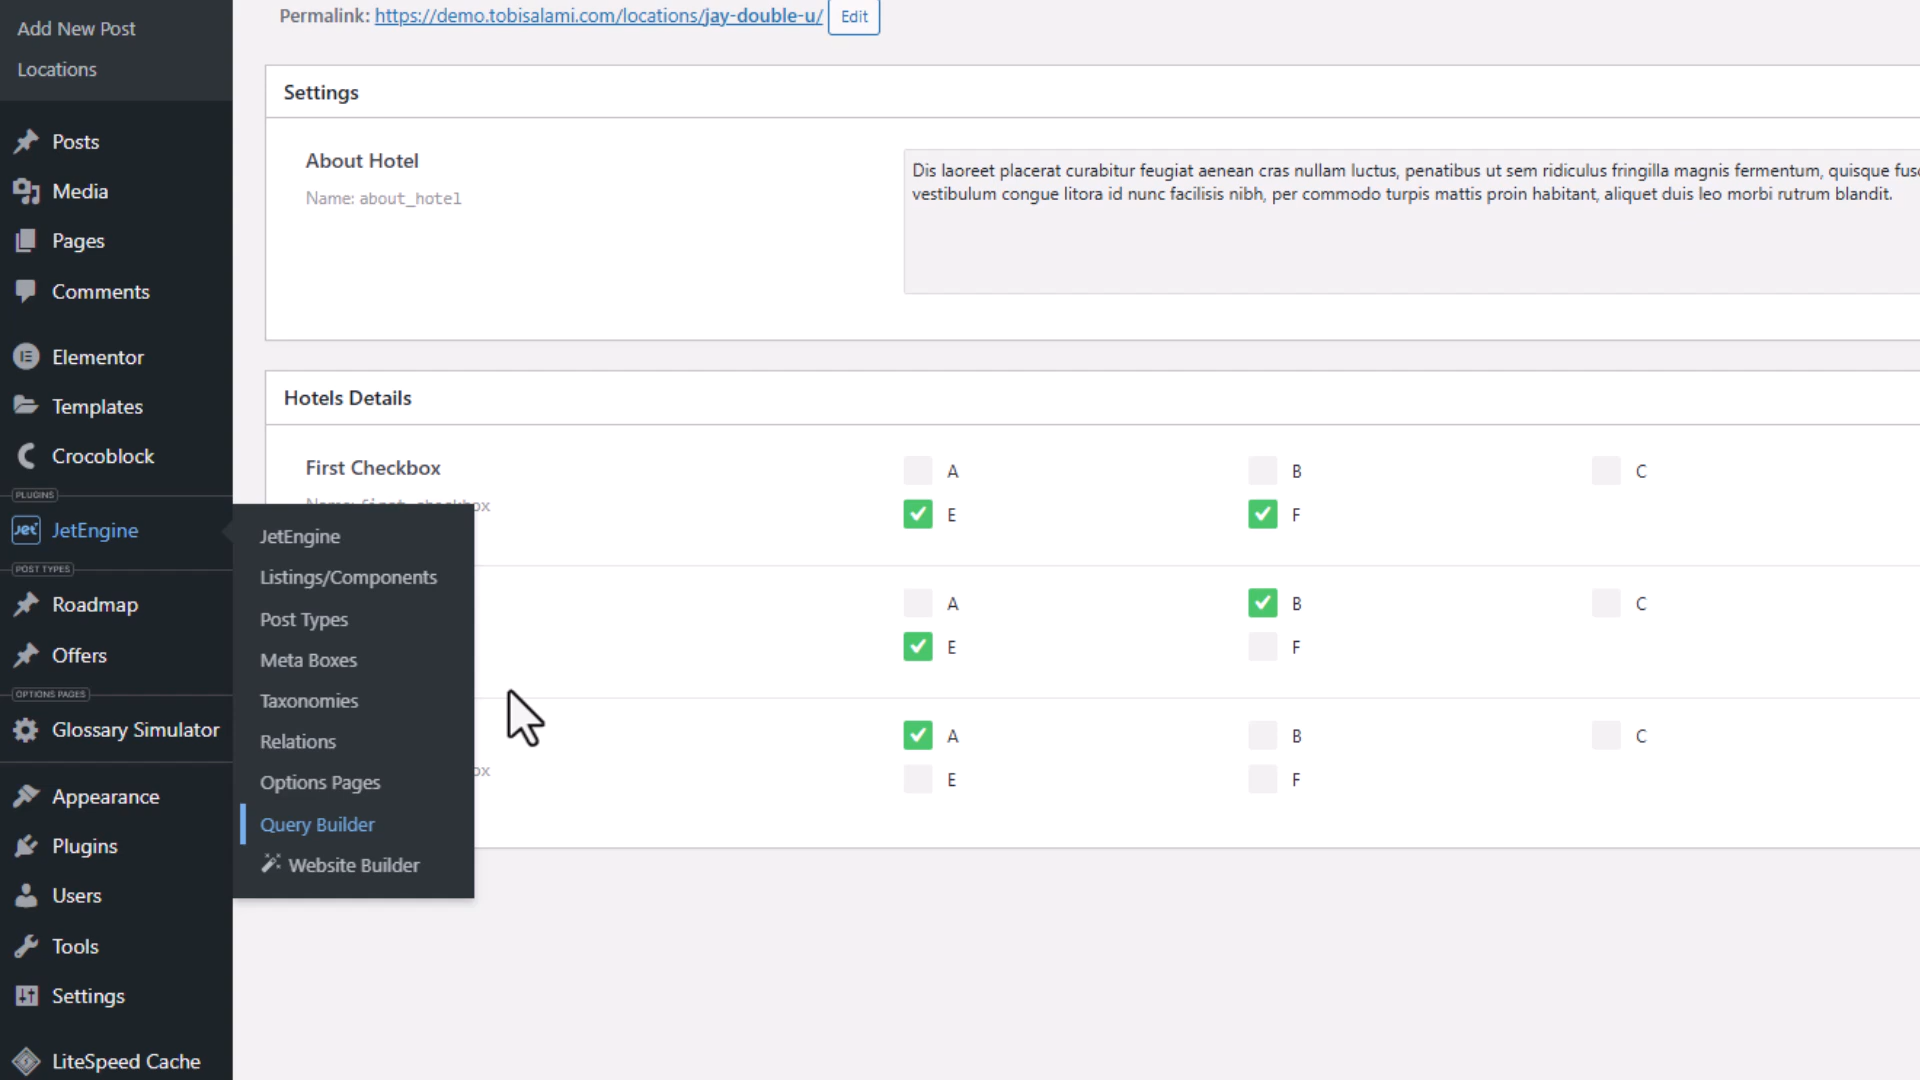 Add New Post
Locations
Posts
Media
Pages
Comments
Elementor
Templates
Crocoblock
PLUGINS
Jet
JetEngine
POST TYPES
Roadmap
Offers
OPTIONS PAGES
Glossary Simulator
Appearance
Plugins
Users
Tools
Settings
LiteSpeed Cache
JetEngine
Listings/Components
Post Types
Meta Boxes
Taxonomies
Relations
Options Pages
Query Builder
Website Builder
Permalink: https://demo.tobisalami.com/locations/jay-double-u/ Edit
Settings
About Hotel
Name: about_hotel
Dis laoreet placerat curabitur feugiat aenean cras nullam luctus, penatibus ut sem ridiculus fringilla magnis fermentum, quisque
vestibulum congue litora id nunc facilisis nibh, per commodo turpis mattis proin habitant, aliquet duis leo morbi rutrum blandit.
Hotels Details
First Checkbox
A B C
E F
A B C
E F
A B C
E F